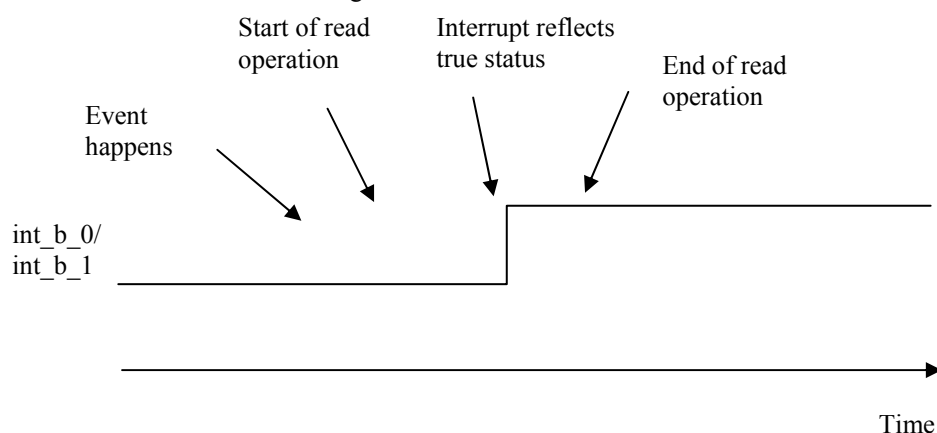 Start of read
operation
Interrupt reflects
true status
End of read
operation
Event
happens
int_b_0/
int_b_1
Time